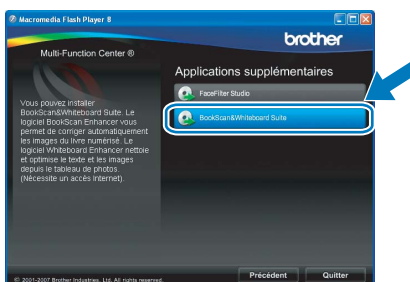 Macromedia Flash Player 8
brother
Multi-Function Center ®
Applications supplémentaires
FaceFilter Studio
BookScan&Whiteboard Suite
Vous pouvez installer
BookScan&Whiteboard Suite. Le
logiciel BookScan Enhancer vous
permet de corriger automatiquement
les images du livre numérisé. Le
logiciel Whiteboard Enhancer nettoie
et optimise le texte et les images
depuis le tableau de photos.
(Nécessite un accès Internet).
Précédent
Quitter
© 2001-2007 Brother Industries, Ltd. All rights reserved.